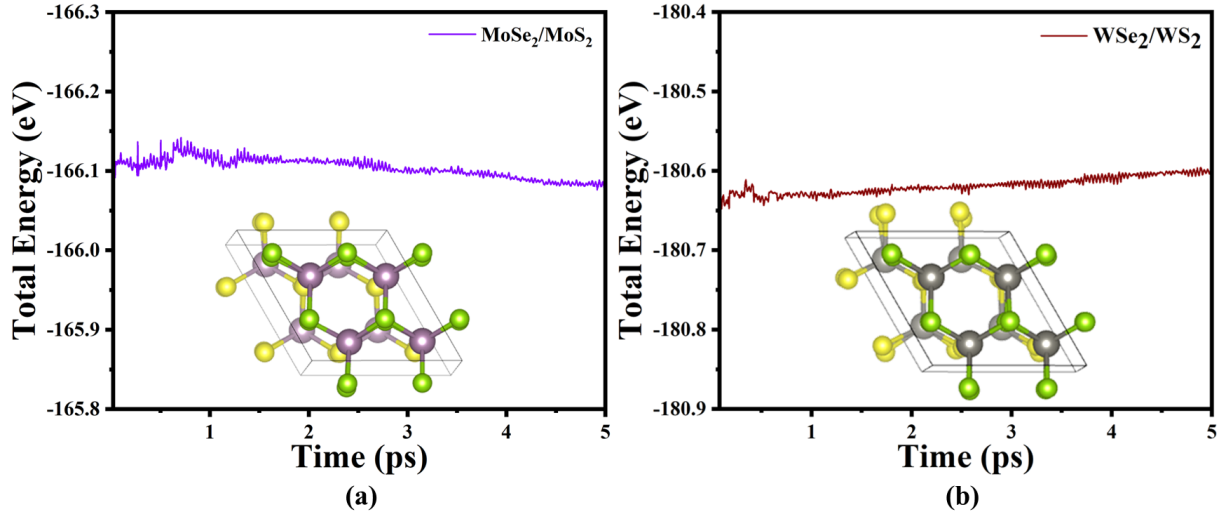 -166.3
-166.2
-166.1
-166.0
-165.9
-165.8
Total Energy (eV)
MoSe₂/MoS₂
1 2 3 4 5
Time (ps)
(a)
-180.4
-180.5
-180.6
-180.7
-180.8
-180.9
Total Energy (eV)
WSe₂/WS₂
1 2 3 4 5
Time (ps)
(b)